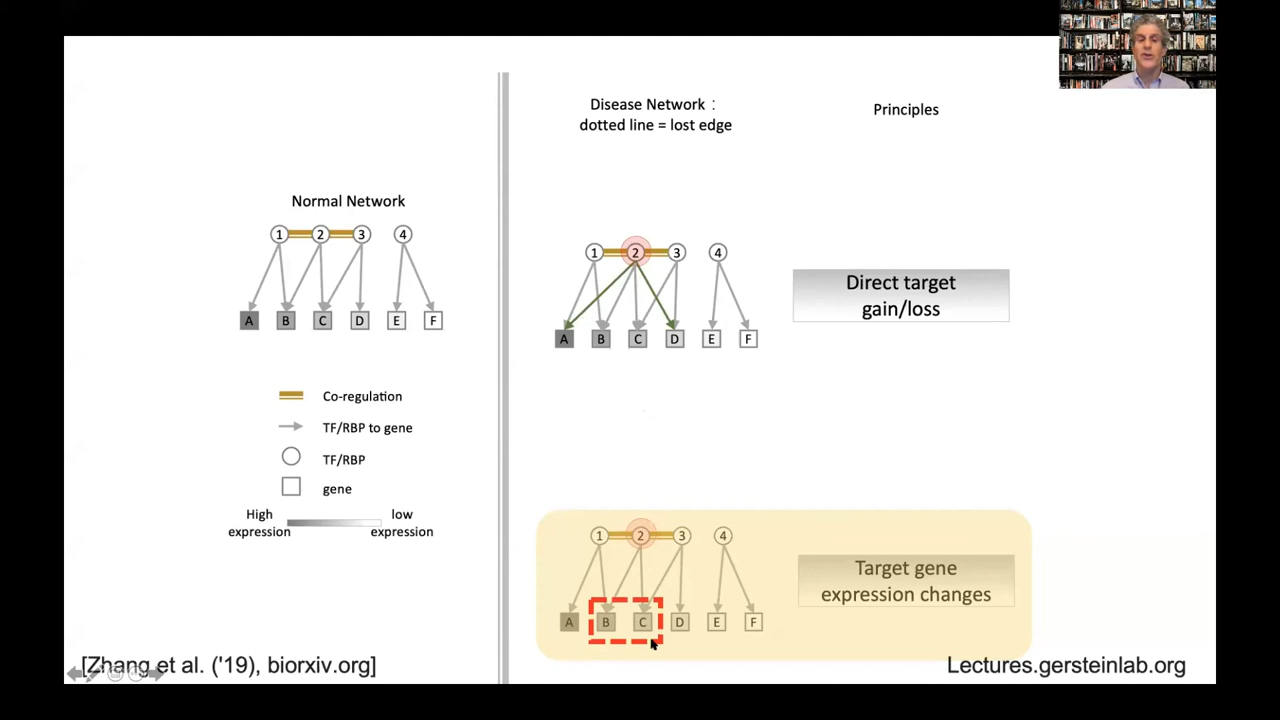 Disease Network :
dotted line = lost edge
Principles
Normal Network
1 2 3 4
A B C D E F
Co-regulation
TF/RBP to gene
TF/RBP
gene
High expression
low expression
1 2 3 4
A B C D E F
Direct target
gain/loss
1 2 3 4
A B C D E F
Target gene
expression changes
[Zhang et al. ('19), biorxiv.org]
Lectures.gersteinlab.org